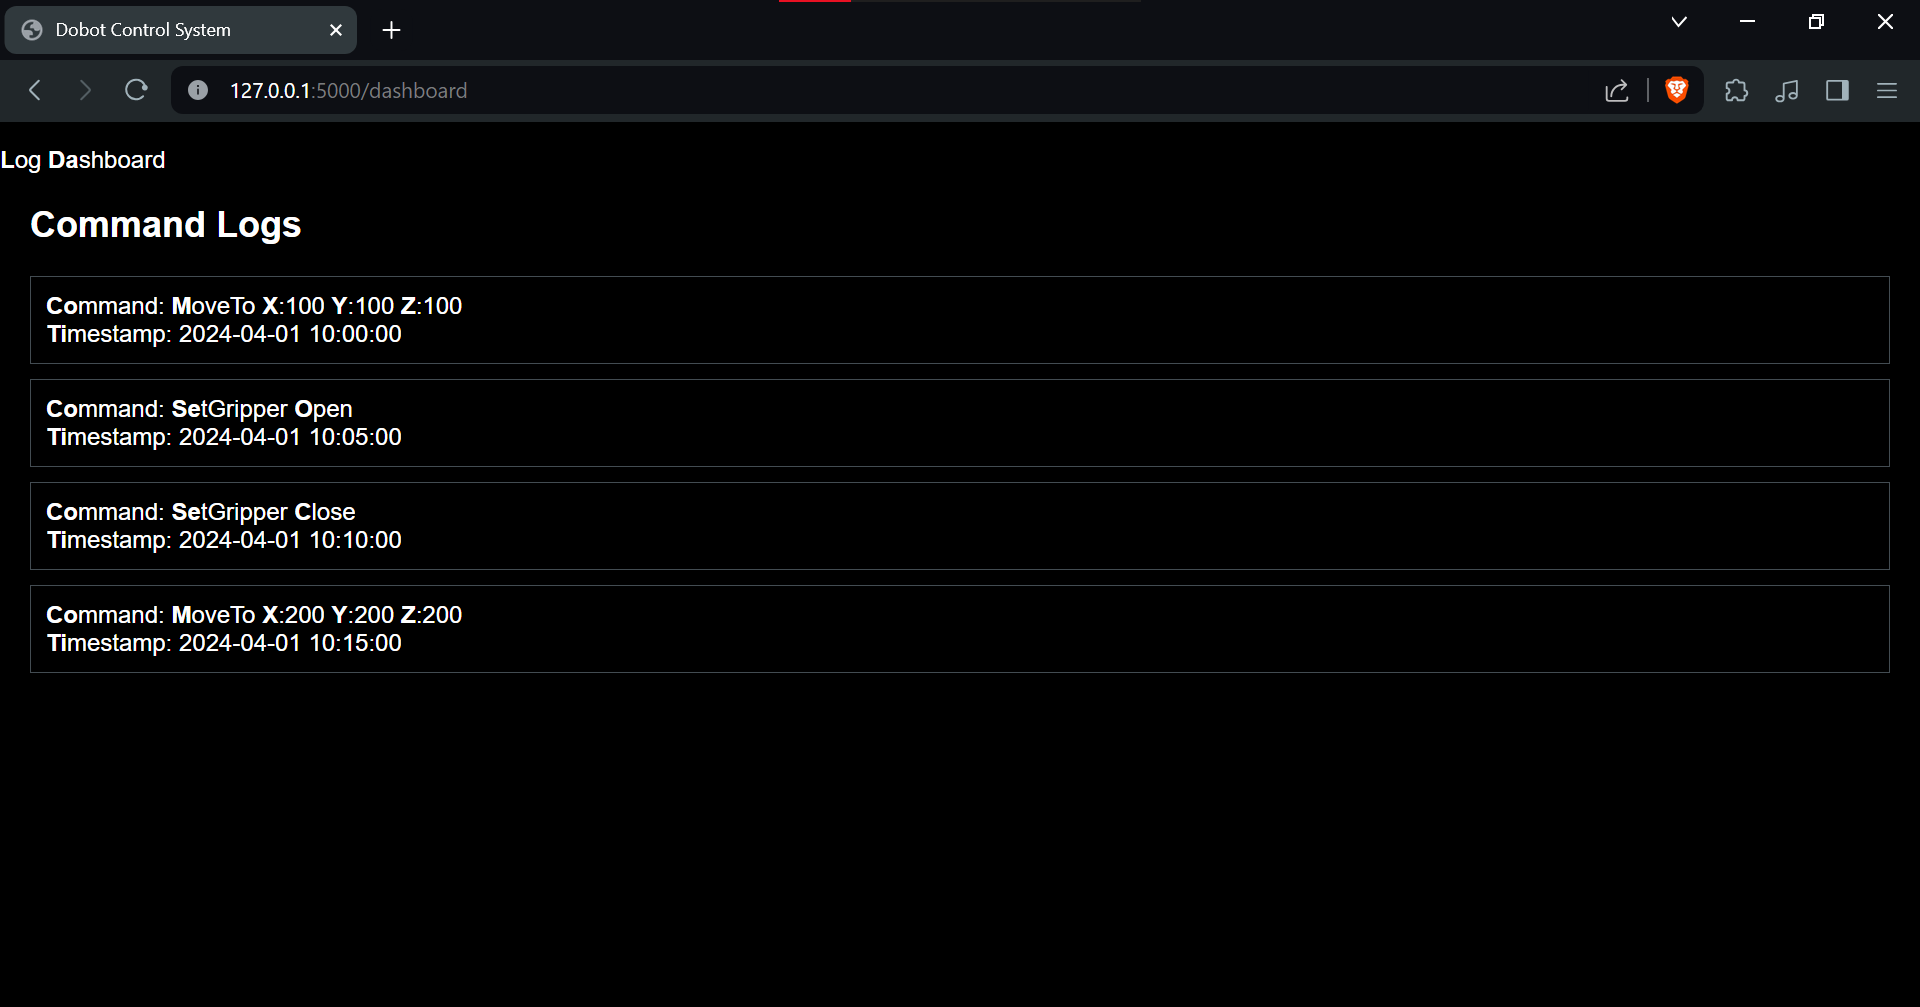 Dobot Control System
127.0.0.1:5000/dashboard
Log Dashboard
Command Logs
Command: MoveTo X:100 Y:100 Z:100
Timestamp: 2024-04-01 10:00:00
Command: SetGripper Open
Timestamp: 2024-04-01 10:05:00
Command: SetGripper Close
Timestamp: 2024-04-01 10:10:00
Command: MoveTo X:200 Y:200 Z:200
Timestamp: 2024-04-01 10:15:00